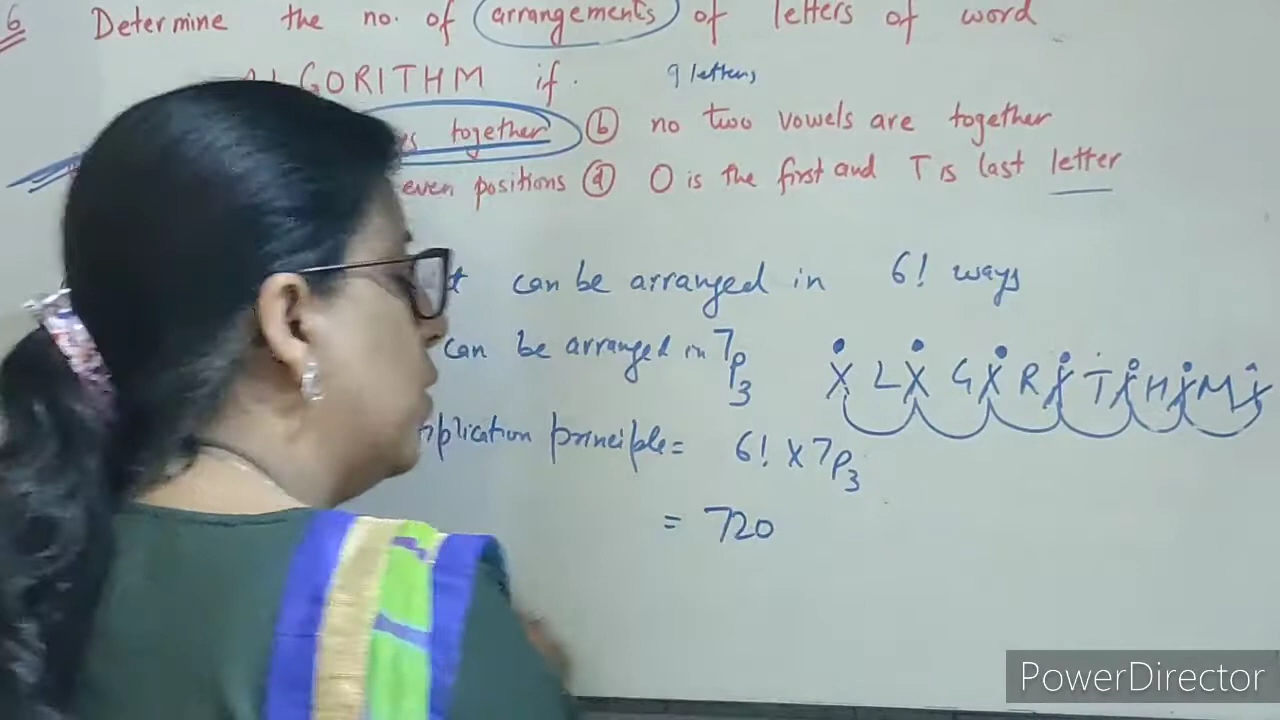 6 Determine the no. of arrangements of letters of word
GORITHM if. 9 letters
together (b) no two vowels are together
even positions (d) O is the first and T is last letter
can be arranged in 6! ways
can be arranged in 7P3
X L X G X R X T X H X M X
plication principle = 6! X 7P3
= 720
PowerDirector